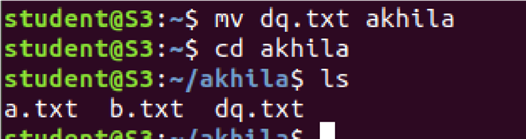 student@S3:~$ mv dq.txt akhila
student@S3:~$ cd akhila
student@S3:~/akhila$ ls
a.txt  b.txt  dq.txt
student@S3:~/akhila$